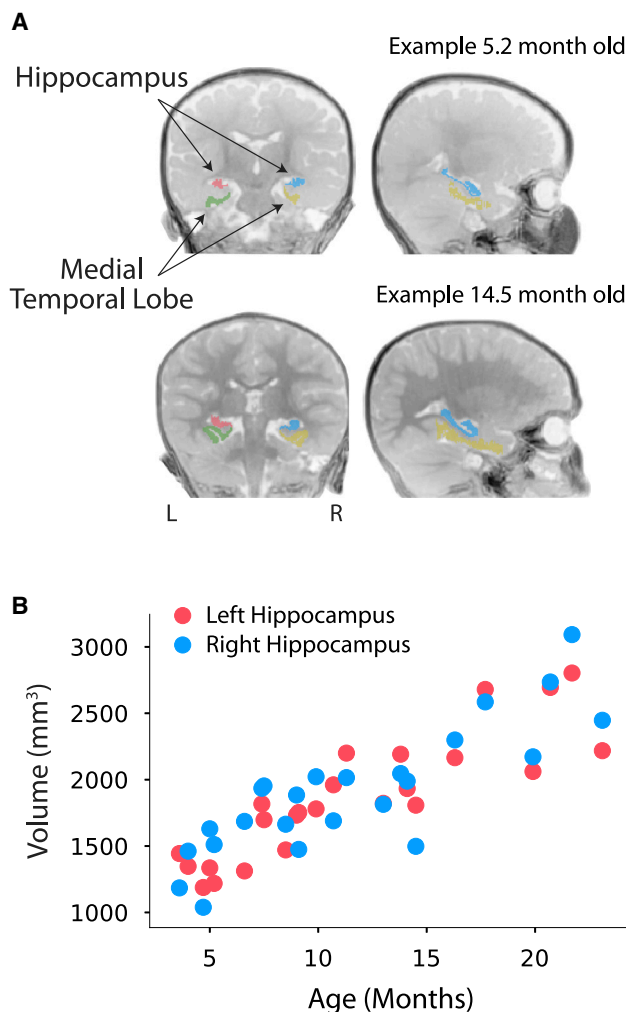 A
Example 5.2 month old
Hippocampus
Medial
Temporal Lobe
Example 14.5 month old
L R
B
Left Hippocampus
Right Hippocampus
3000
2500
2000
1500
1000
Volume (mm³)
5 10 15 20
Age (Months)